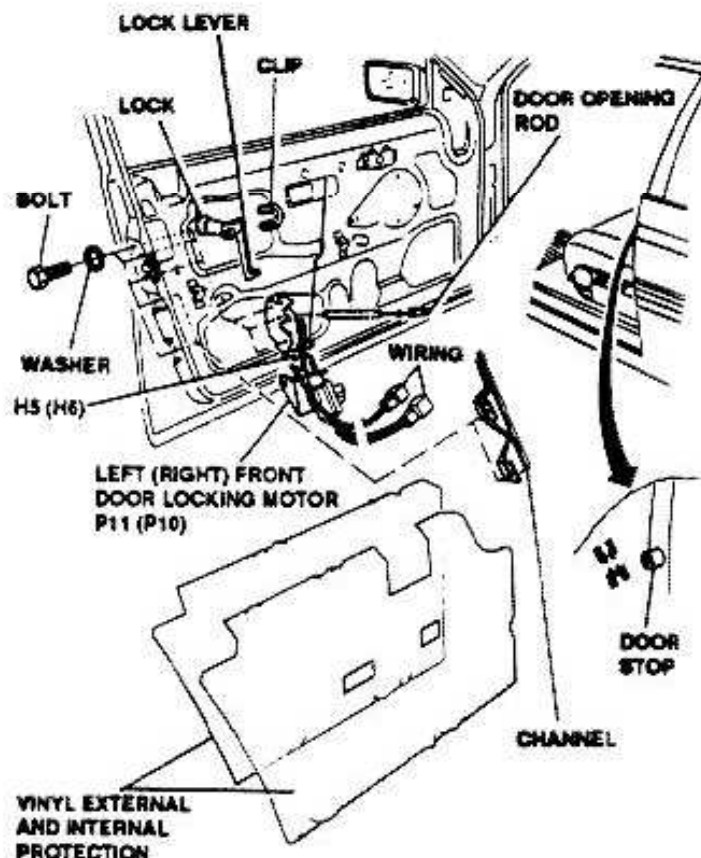 LOCK LEVER
CLIP
LOCK
DOOR OPENING
ROD
BOLT
WASHER
WIRING
H5 (H6)
LEFT (RIGHT) FRONT
DOOR LOCKING MOTOR
P11 (P10)
DOOR
STOP
CHANNEL
VINYL EXTERNAL
AND INTERNAL
PROTECTION